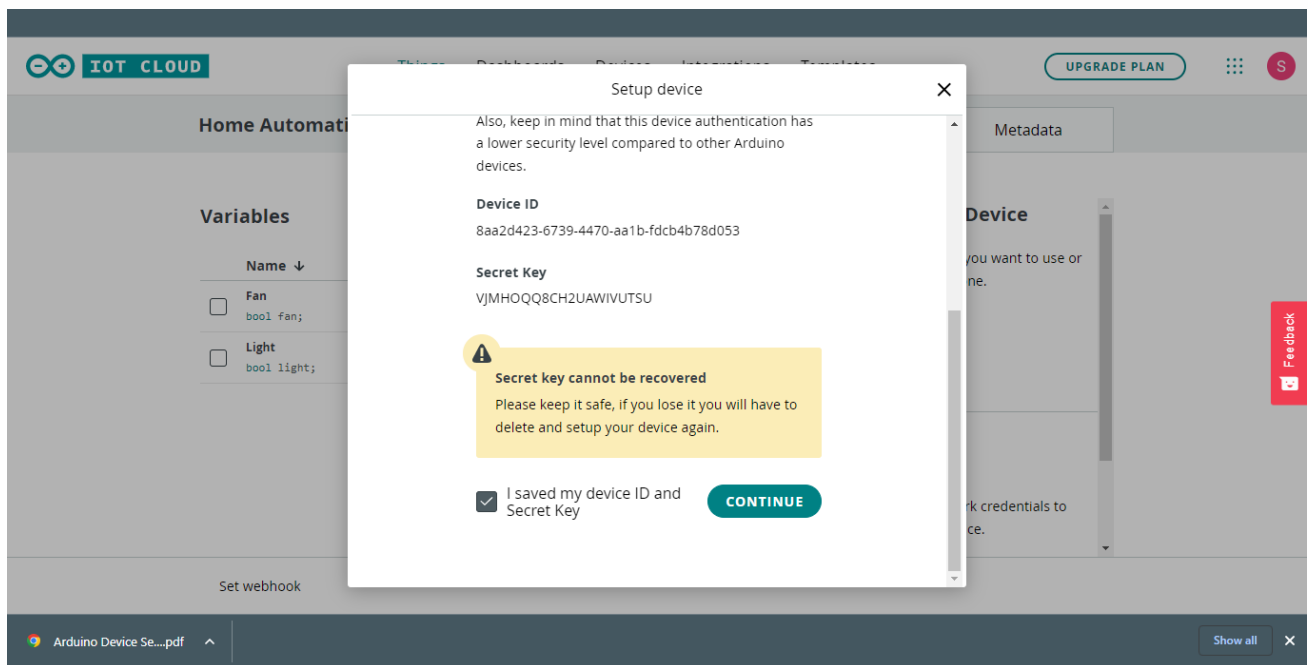 IOT CLOUD
Things Dashboards Devices Integrations Templates
UPGRADE PLAN
S
Setup device
Home Automati
Metadata
Also, keep in mind that this device authentication has
a lower security level compared to other Arduino
devices.
Device ID
8aa2d423-6739-4470-aa1b-fdcb4b78d053
Secret Key
VJMHOQQ8CH2UAWIVUTSU
Secret key cannot be recovered
Please keep it safe, if you lose it you will have to
delete and setup your device again.
I saved my device ID and
Secret Key
CONTINUE
Variables
Name
Fan
bool fan;
Light
bool light;
Device
you want to use or
ne.
rk credentials to
ce.
Feedback
Set webhook
Arduino Device Se....pdf
Show all